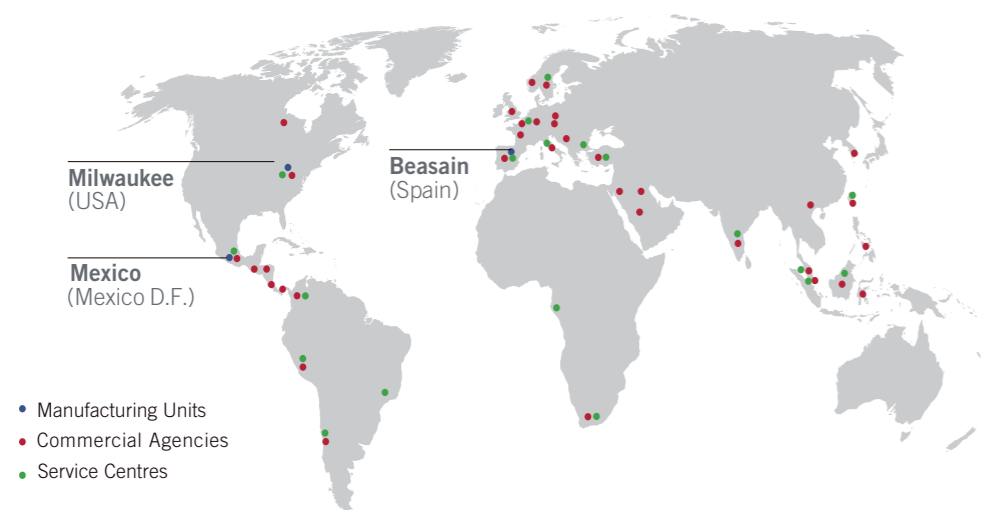 Milwaukee
(USA)
Beasain
(Spain)
Mexico
(Mexico D.F.)
Manufacturing Units
Commercial Agencies
Service Centres